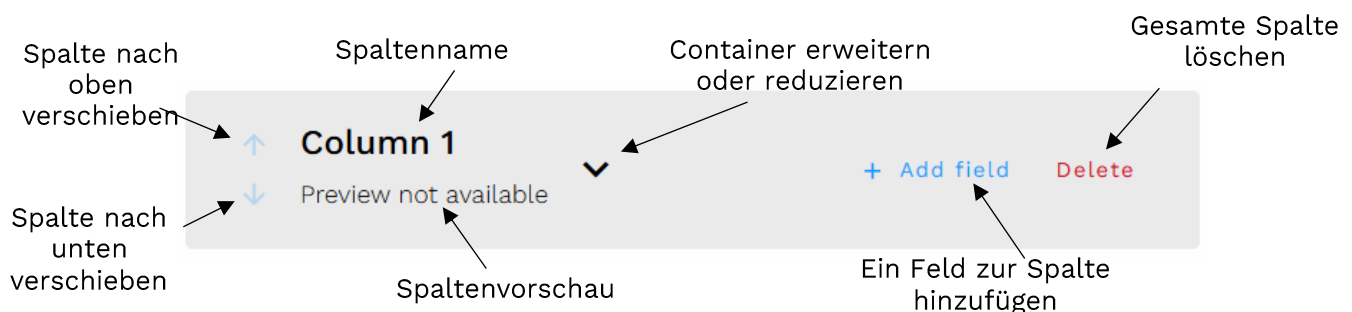 Gesamte Spalte
löschen
Spalte nach
oben
verschieben
Spaltenname
Container erweitern
oder reduzieren
Column 1
Preview not available
+ Add field
Delete
Spalte nach
unten
verschieben
Spaltenvorschau
Ein Feld zur Spalte
hinzufügen